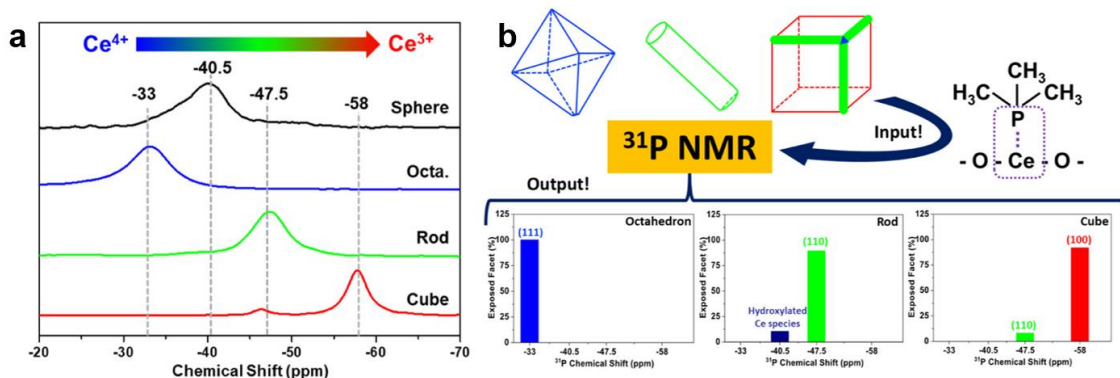 a
Ce4+
Ce3+
-33
-40.5
-47.5
-58
Sphere
Octa.
Rod
Cube
-20
-30
-40
-50
-60
-70
Chemical Shift (ppm)
b
31P NMR
Input!
Output!
CH3
H3C
CH3
P
- O - Ce - O -
Octahedron
(111)
Exposed Facet (%)
125
100
75
50
25
0
-33
-40.5
-47.5
-58
31P Chemical Shift (ppm)
Rod
(110)
Hydroxylated
Ce species
Exposed Facet (%)
125
100
75
50
25
0
-33
-40.5
-47.5
-58
31P Chemical Shift (ppm)
Cube
(100)
(110)
Exposed Facet (%)
125
100
75
50
25
0
-33
-40.5
-47.5
-58
31P Chemical Shift (ppm)